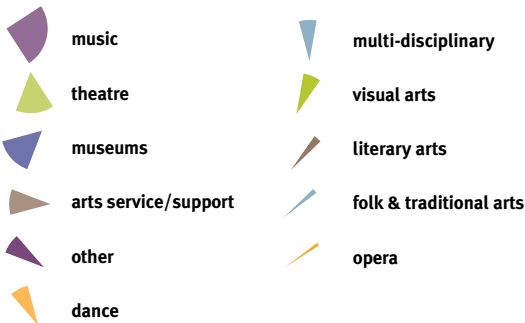 music
theatre
museums
arts service/support
other
dance
multi-disciplinary
visual arts
literary arts
folk & traditional arts
opera